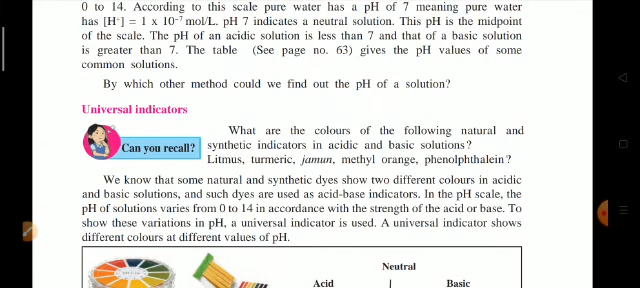 0 to 14. According to this scale pure water has a pH of 7 meaning pure water
has [H⁺] = 1 x 10⁻⁷ mol/L. pH 7 indicates a neutral solution. This pH is the midpoint
of the scale. The pH of an acidic solution is less than 7 and that of a basic solution
is greater than 7. The table (See page no. 63) gives the pH values of some
common solutions.
By which other method could we find out the pH of a solution?
Universal indicators
Can you recall?
What are the colours of the following natural and
synthetic indicators in acidic and basic solutions?
Litmus, turmeric, jamun, methyl orange, phenolphthalein?
We know that some natural and synthetic dyes show two different colours in acidic
and basic solutions, and such dyes are used as acid-base indicators. In the pH scale, the
pH of solutions varies from 0 to 14 in accordance with the strength of the acid or base. To
show these variations in pH, a universal indicator is used. A universal indicator shows
different colours at different values of pH.
Neutral
Acid
Basic